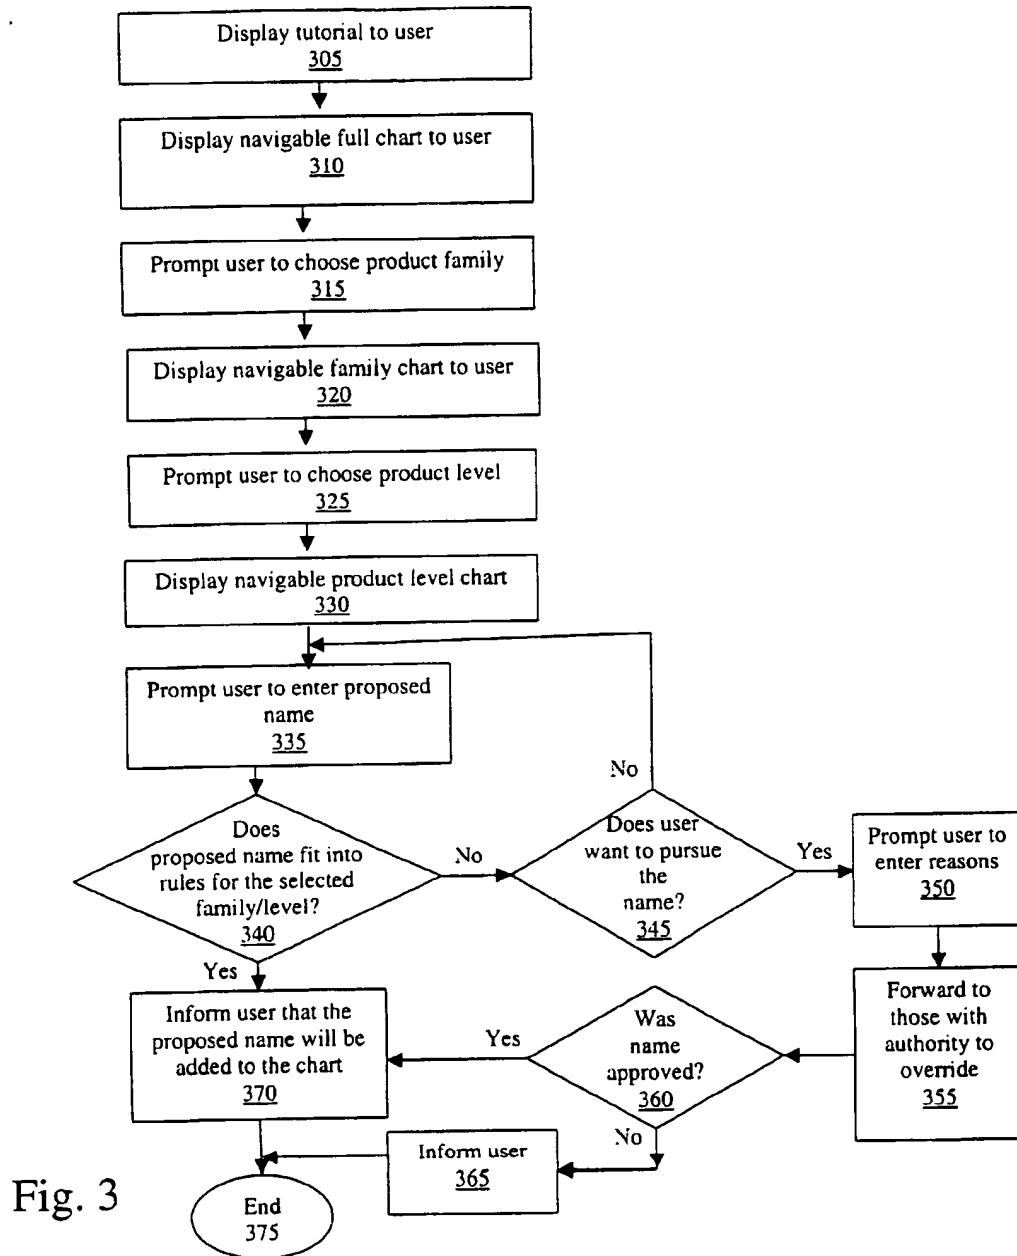 Display tutorial to user
305
Display navigable full chart to user
310
Prompt user to choose product family
315
Display navigable family chart to user
320
Prompt user to choose product level
325
Display navigable product level chart
330
Prompt user to enter proposed
name
335
Does
proposed name fit into
rules for the selected
family/level?
340
No
Yes
No
Does user
want to pursue
the
name?
345
Yes
Prompt user to
enter reasons
350
Forward to
those with
authority to
override
355
Was
name
approved?
360
Yes
No
Inform user that the
proposed name will be
added to the chart
370
Inform user
365
End
375
Fig. 3